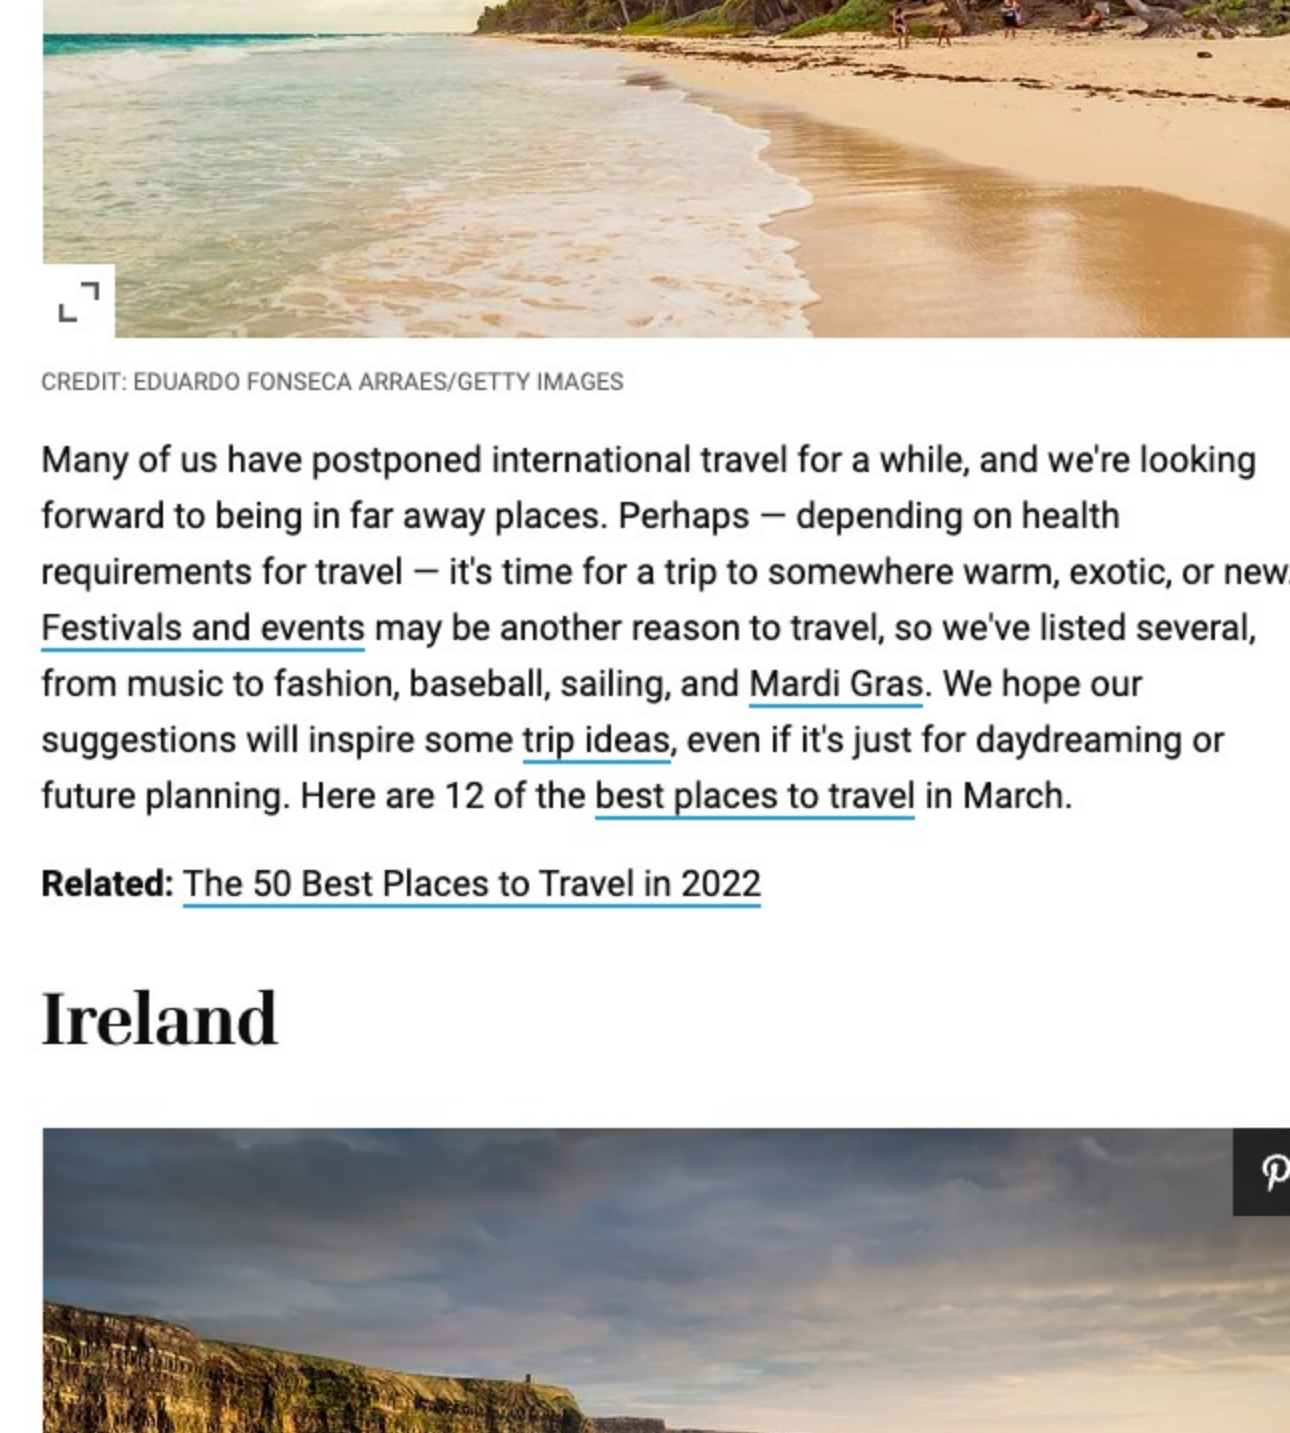 CREDIT: EDUARDO FONSECA ARRAES/GETTY IMAGES
Many of us have postponed international travel for a while, and we're looking
forward to being in far away places. Perhaps — depending on health
requirements for travel — it's time for a trip to somewhere warm, exotic, or new.
Festivals and events may be another reason to travel, so we've listed several,
from music to fashion, baseball, sailing, and Mardi Gras. We hope our
suggestions will inspire some trip ideas, even if it's just for daydreaming or
future planning. Here are 12 of the best places to travel in March.
Related: The 50 Best Places to Travel in 2022
Ireland